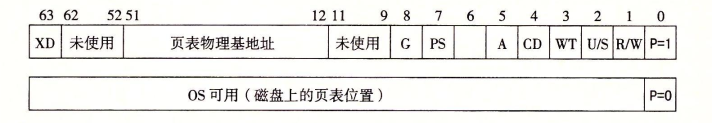 63 62 52 51 12 11 9 8 7 6 5 4 3 2 1 0
XD 未使用 页表物理基地址 未使用 G PS A CD WT U/S R/W P=1
OS 可用（磁盘上的页表位置） P=0